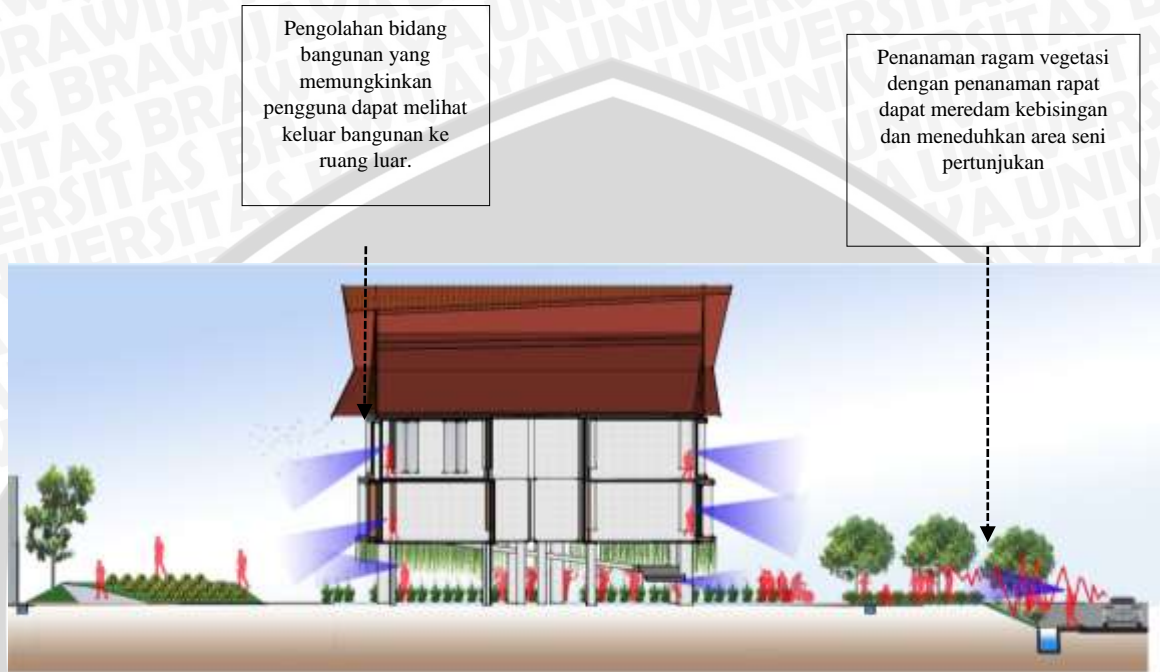 Pengolahan bidang
bangunan yang
memungkinkan
pengguna dapat melihat
keluar bangunan ke
ruang luar.
Penanaman ragam vegetasi
dengan penanaman rapat
dapat meredam kebisingan
dan meneduhkan area seni
pertunjukan